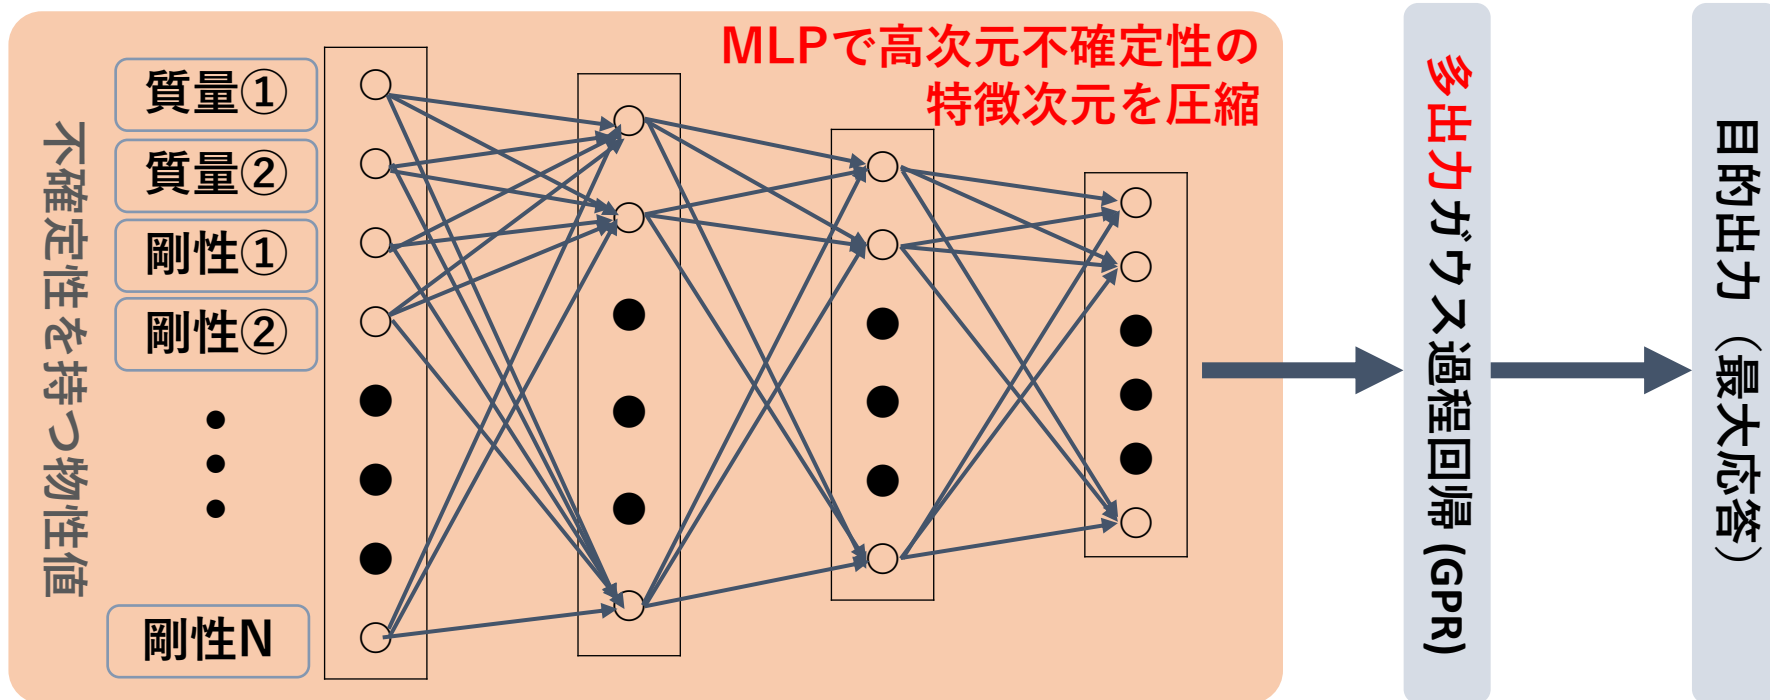 不確定性を持つ物性値
質量①
質量②
剛性①
剛性②
剛性N
MLPで高次元不確定性の
特徴次元を圧縮
多出力ガウス過程回帰 (GPR)
目的出力（最大応答）